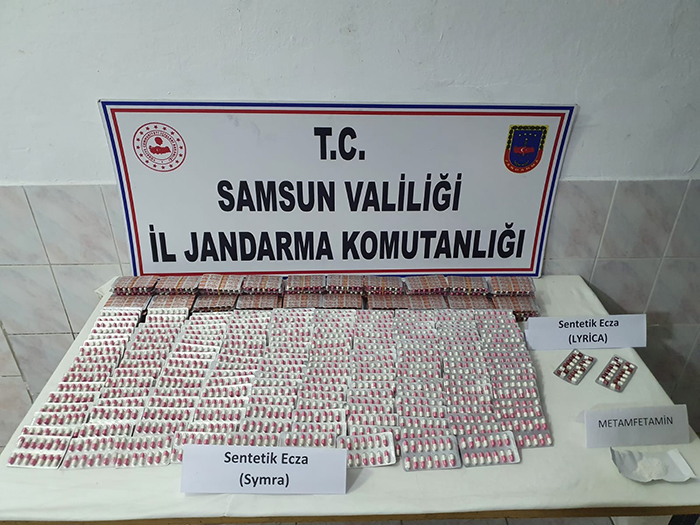 T.C.
SAMSUN VALİLİĞİ
İL JANDARMA KOMUTANLIĞI
Sentetik Ecza
(LYRİCA)
METAMFETAMİN
Sentetik Ecza
(Symra)